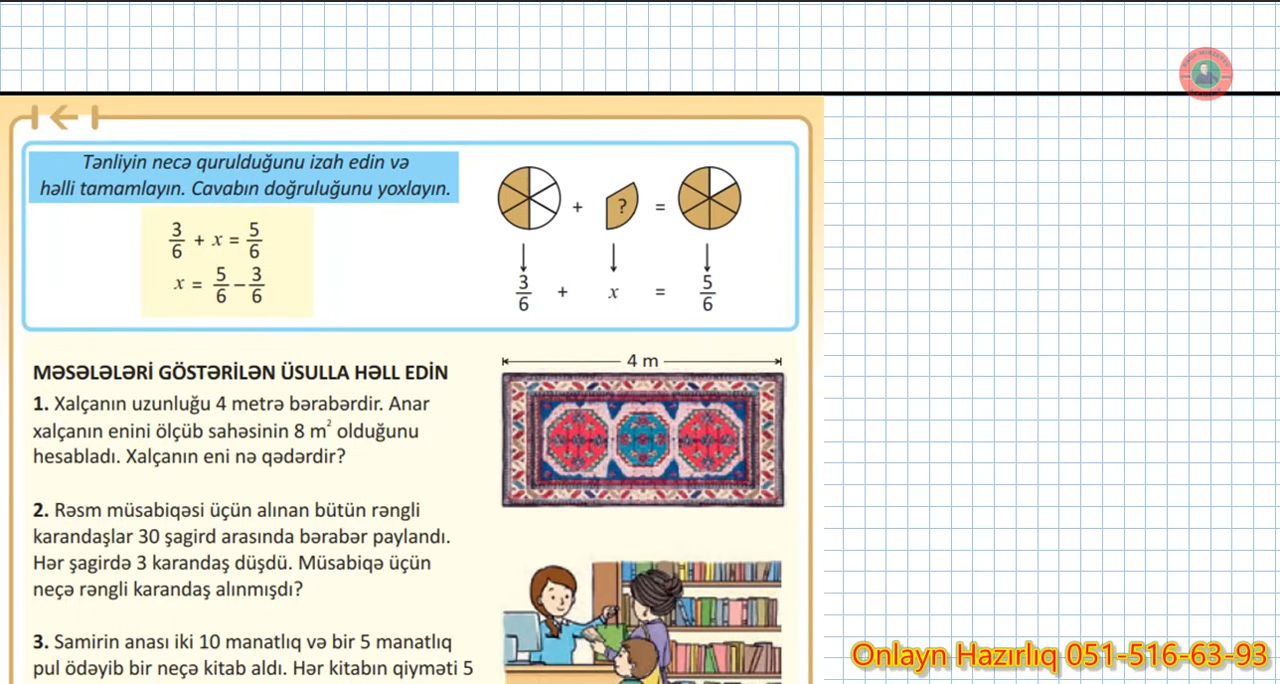 Tənliyin necə qurulduğunu izah edin və
həlli tamamlayın. Cavabın doğruluğunu yoxlayın.
3/6 + x = 5/6
x = 5/6 − 3/6
+ ? =
3/6 + x = 5/6
4 m
MƏSƏLƏLƏRİ GÖSTƏRİLƏN ÜSULLA HƏLL EDİN
1. Xalçanın uzunluğu 4 metrə bərabərdir. Anar
xalçanın enini ölçüb sahəsinin 8 m² olduğunu
hesabladı. Xalçanın eni nə qədərdir?
2. Rəsm müsabiqəsi üçün alınan bütün rəngli
karandaşlar 30 şagird arasında bərabər paylandı.
Hər şagirdə 3 karandaş düşdü. Müsabiqə üçün
neçə rəngli karandaş alınmışdı?
3. Samirin anası iki 10 manatlıq və bir 5 manatlıq
pul ödəyib bir neçə kitab aldı. Hər kitabın qiyməti 5
Onlayn Hazırlıq 051-516-63-93